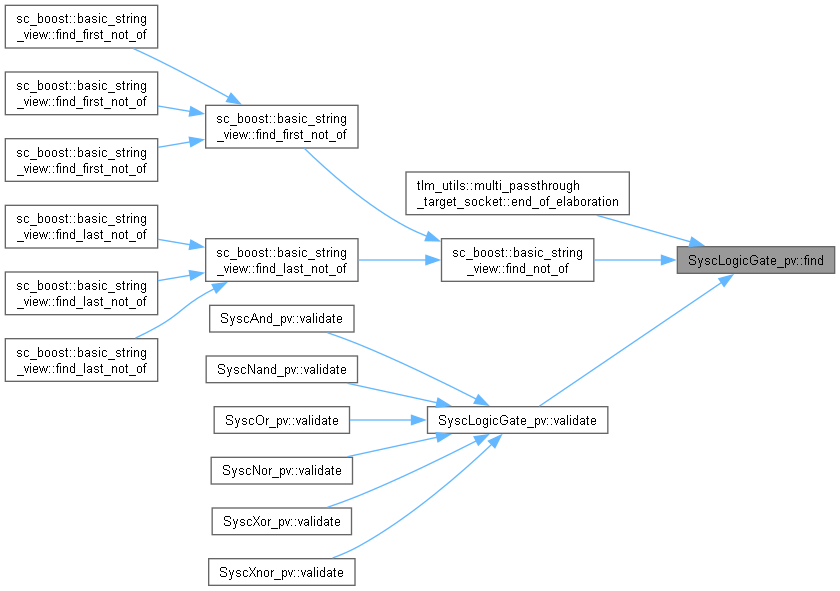 sc_boost::basic_string
_view::find_first_not_of
sc_boost::basic_string
_view::find_first_not_of
sc_boost::basic_string
_view::find_first_not_of
sc_boost::basic_string
_view::find_last_not_of
sc_boost::basic_string
_view::find_last_not_of
sc_boost::basic_string
_view::find_last_not_of
sc_boost::basic_string
_view::find_first_not_of
sc_boost::basic_string
_view::find_last_not_of
SyscAnd_pv::validate
SyscNand_pv::validate
SyscOr_pv::validate
SyscNor_pv::validate
SyscXor_pv::validate
SyscXnor_pv::validate
tlm_utils::multi_passthrough
_target_socket::end_of_elaboration
sc_boost::basic_string
_view::find_not_of
SyscLogicGate_pv::validate
SyscLogicGate_pv::find